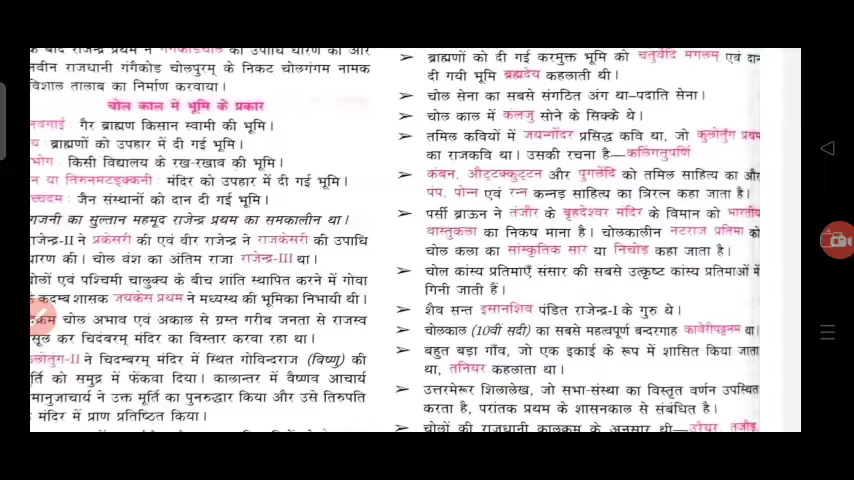 के बाद राजेन्द्र प्रथम ने गंगैकोंडचोल की उपाधि धारण की और
नवीन राजधानी गंगैकोंड चोलपुरम् के निकट चोलगंगम नामक
विशाल तालाब का निर्माण करवाया।
चोल काल में भूमि के प्रकार
गैर ब्राह्मण किसान स्वामी की भूमि।
ब्राह्मणों को उपहार में दी गई भूमि।
किसी विद्यालय के रख-रखाव की भूमि।
या तिरुनमटड्क्कनी : मंदिर को उपहार में दी गई भूमि।
जैन संस्थानों को दान दी गई भूमि।
गजनी का सुल्तान महमूद राजेन्द्र प्रथम का समकालीन था।
राजेन्द्र-II ने प्रकेसरी की एवं वीर राजेन्द्र ने राजकेसरी की उपाधि
धारण की। चोल वंश का अंतिम राजा राजेन्द्र-III था।
चोलों एवं पश्चिमी चालुक्य के बीच शांति स्थापित करने में गोवा
के कदम्ब शासक जयकेस प्रथम ने मध्यस्थ की भूमिका निभायी थी।
चोल अभाव एवं अकाल से ग्रस्त गरीब जनता से राजस्व
वसूल कर चिदंबरम् मंदिर का विस्तार करवा रहा था।
कुलोतुंग-II ने चिदम्बरम् मंदिर में स्थित गोविन्दराज (विष्णु) की
मूर्ति को समुद्र में फेंकवा दिया। कालान्तर में वैष्णव आचार्य
रामानुजाचार्य ने उक्त मूर्ति का पुनरुद्धार किया और उसे तिरुपति
के मंदिर में प्राण प्रतिष्ठित किया।
➢ ब्राह्मणों को दी गई करमुक्त भूमि को चतुर्वेदि मंगलम् एवं दान
दी गयी भूमि ब्रह्मदेय कहलाती थी।
➢ चोल सेना का सबसे संगठित अंग था–पदाति सेना।
➢ चोल काल में कलंजु सोने के सिक्के थे।
➢ तमिल कवियों में जयन्गोंदर प्रसिद्ध कवि था, जो कुलोतुंग प्रथम
का राजकवि था। उसकी रचना है–कलिंगतुपर्णि
➢ कंबन, औट्टक्कुट्टन और पुगलेंदि को तमिल साहित्य का और
पंप, पोन्न एवं रन्न कन्नड़ साहित्य का त्रिरत्न कहा जाता है।
➢ पर्सी ब्राऊन ने तंजौर के बृहदेश्वर मंदिर के विमान को भारतीय
वास्तुकला का निकष माना है। चोलकालीन नटराज प्रतिमा को
चोल कला का सांस्कृतिक सार या निचोड़ कहा जाता है।
➢ चोल कांस्य प्रतिमाएँ संसार की सबसे उत्कृष्ट कांस्य प्रतिमाओं में
गिनी जाती हैं।
➢ शैव सन्त इसानशिव पंडित राजेन्द्र-I के गुरु थे।
➢ चोलकाल (10वीं सदी) का सबसे महत्वपूर्ण बन्दरगाह कावेरीपट्टनम था।
➢ बहुत बड़ा गाँव, जो एक इकाई के रूप में शासित किया जाता
था, तनियर कहलाता था।
➢ उत्तरमेरूर शिलालेख, जो सभा-संस्था का विस्तृत वर्णन उपस्थित
करता है, परांतक प्रथम के शासनकाल से संबंधित है।
➢ चोलों की राजधानी कालक्रम के अनुसार थी–उरैयूर, तंजौड़